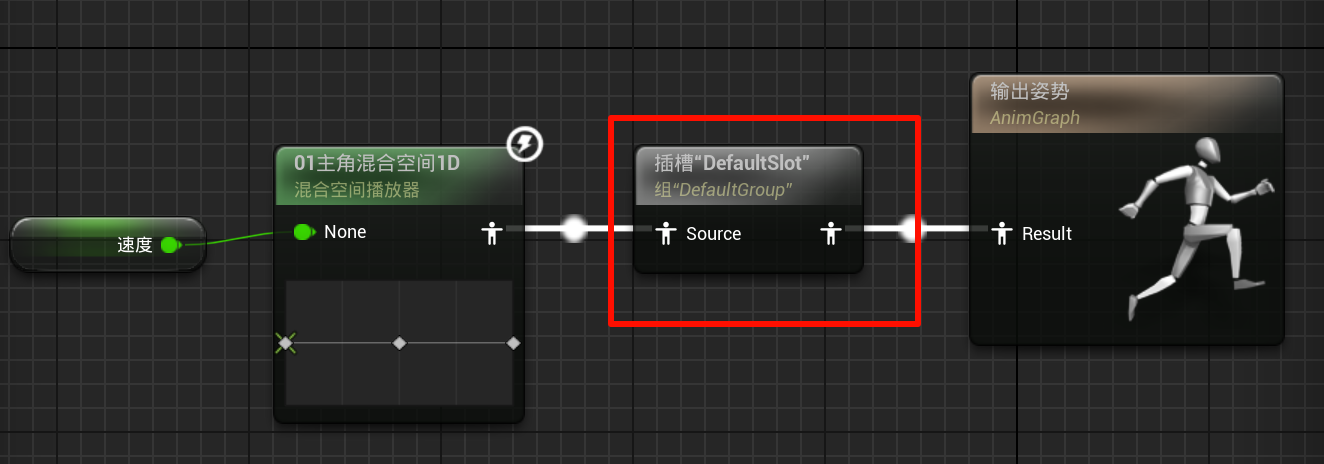 速度
01主角混合空间1D
混合空间播放器
None
插槽“DefaultSlot”
组“DefaultGroup”
Source
输出姿势
AnimGraph
Result